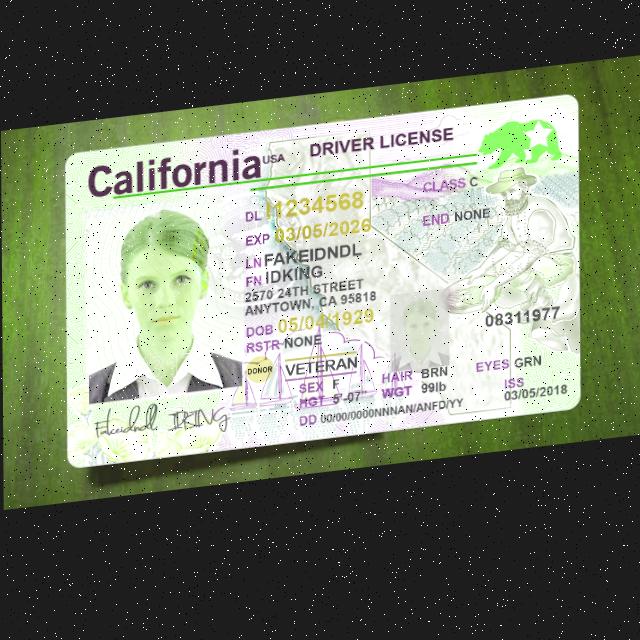 California USA DRIVER LICENSE
DL I1234568
CLASS C
EXP 03/05/2026
END NONE
LN FAKEIDNDL
FN IDKING
2570 24TH STREET
ANYTOWN, CA 95818
DOB 05/04/1929
RSTR NONE
08311977
DONOR
VETERAN
SEX F
HAIR BRN
EYES GRN
HGT 5'-07"
WGT 99lb
ISS
03/05/2018
DD 00/00/0000NNNAN/ANFD/YY
IDKING